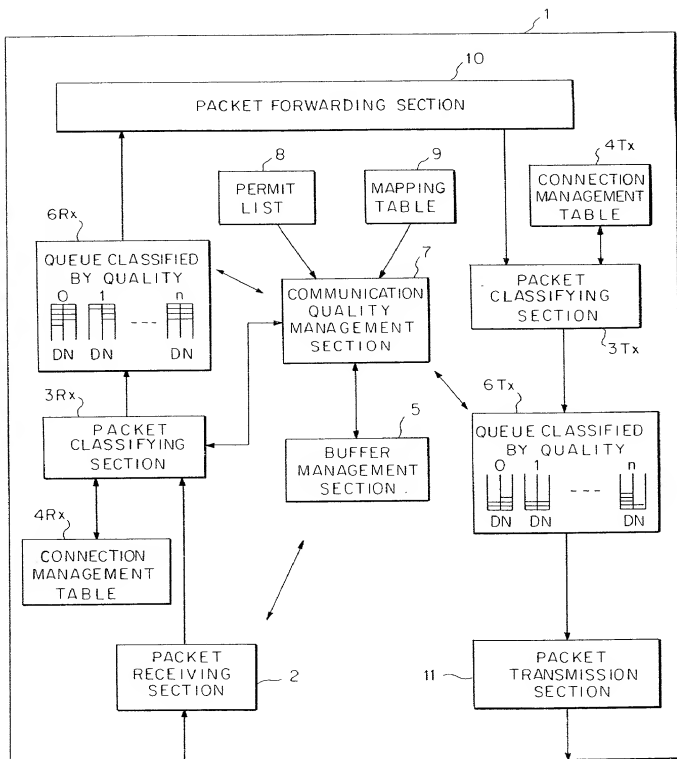 1
10
PACKET FORWARDING SECTION
8
PERMIT
LIST
9
MAPPING
TABLE
4Tx
CONNECTION
MANAGEMENT
TABLE
6Rx
QUEUE CLASSIFIED
BY QUALITY
0 1 n
DN DN DN
7
COMMUNICATION
QUALITY
MANAGEMENT
SECTION
PACKET
CLASSIFYING
SECTION
3Tx
3Rx
PACKET
CLASSIFYING
SECTION
5
BUFFER
MANAGEMENT
SECTION
6Tx
QUEUE CLASSIFIED
BY QUALITY
0 1 n
DN DN DN
4Rx
CONNECTION
MANAGEMENT
TABLE
PACKET
RECEIVING
SECTION
2
11
PACKET
TRANSMISSION
SECTION